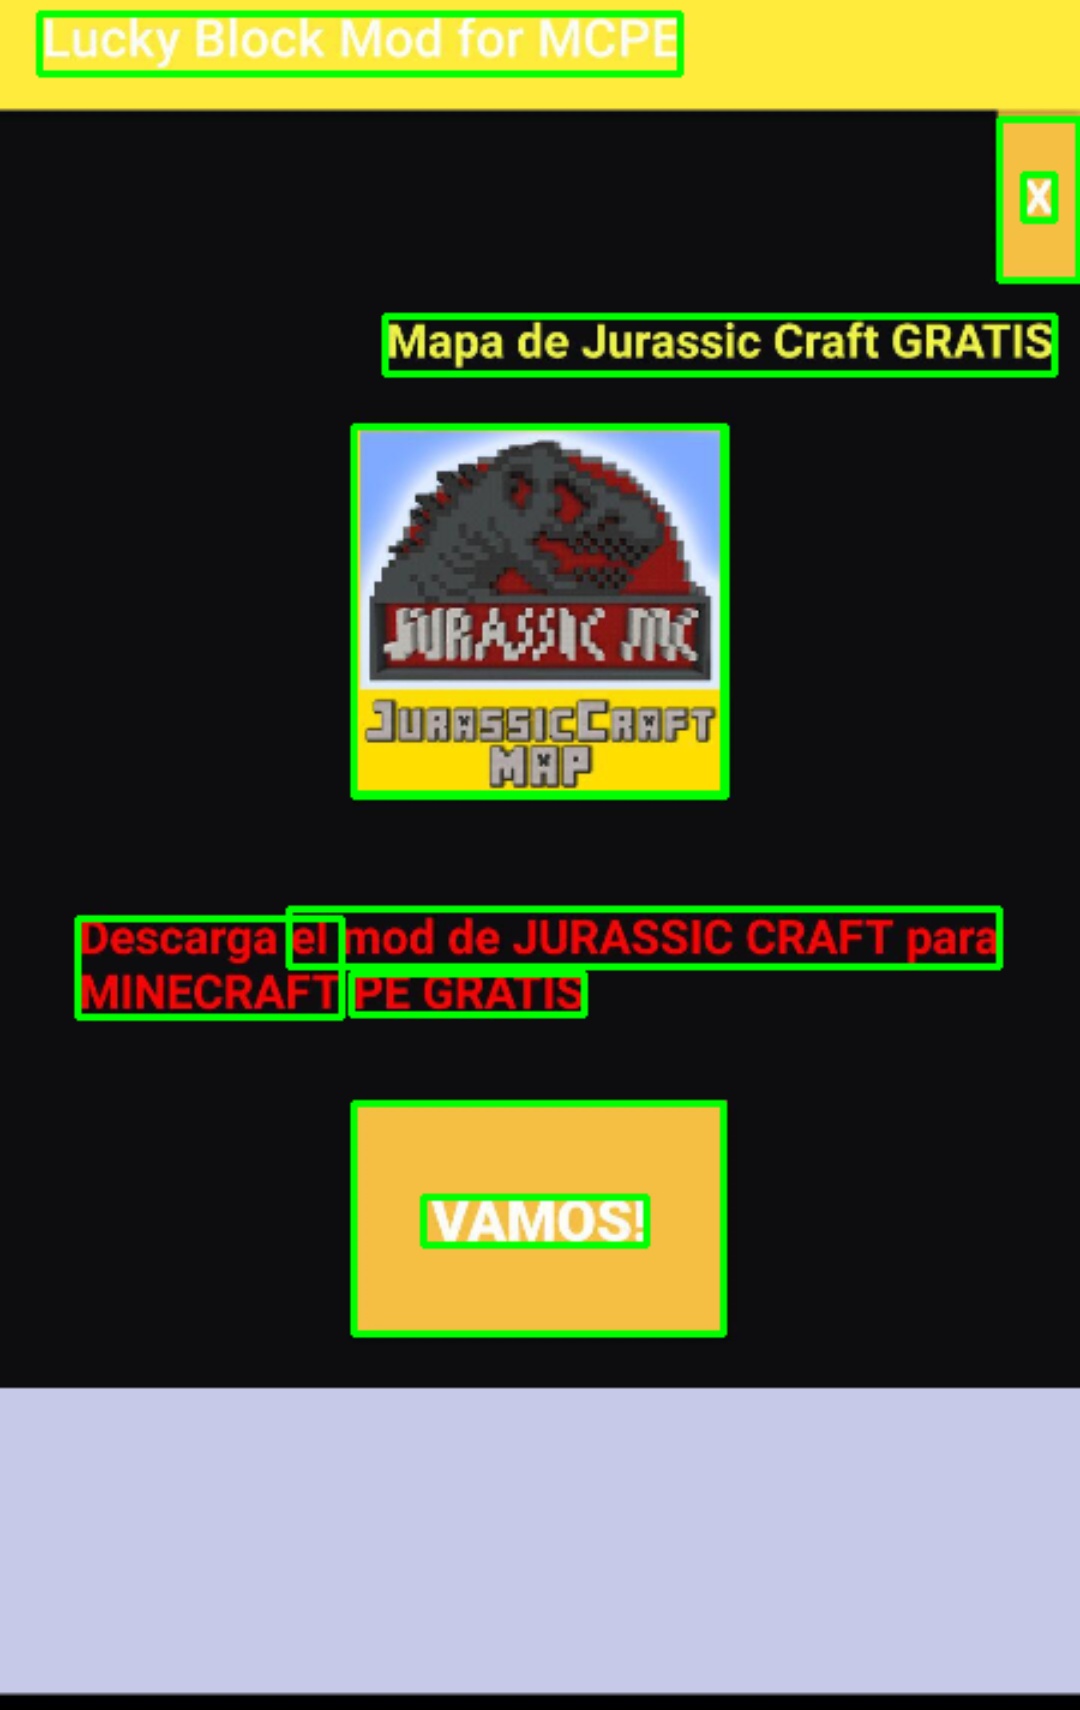 Lucky Block Mod for MCPE
X
Mapa de Jurassic Craft GRATIS
JURASSIC MC
JURASSICCRAFT
MAP
Descarga el mod de JURASSIC CRAFT para
MINECRAFT PE GRATIS
VAMOS!